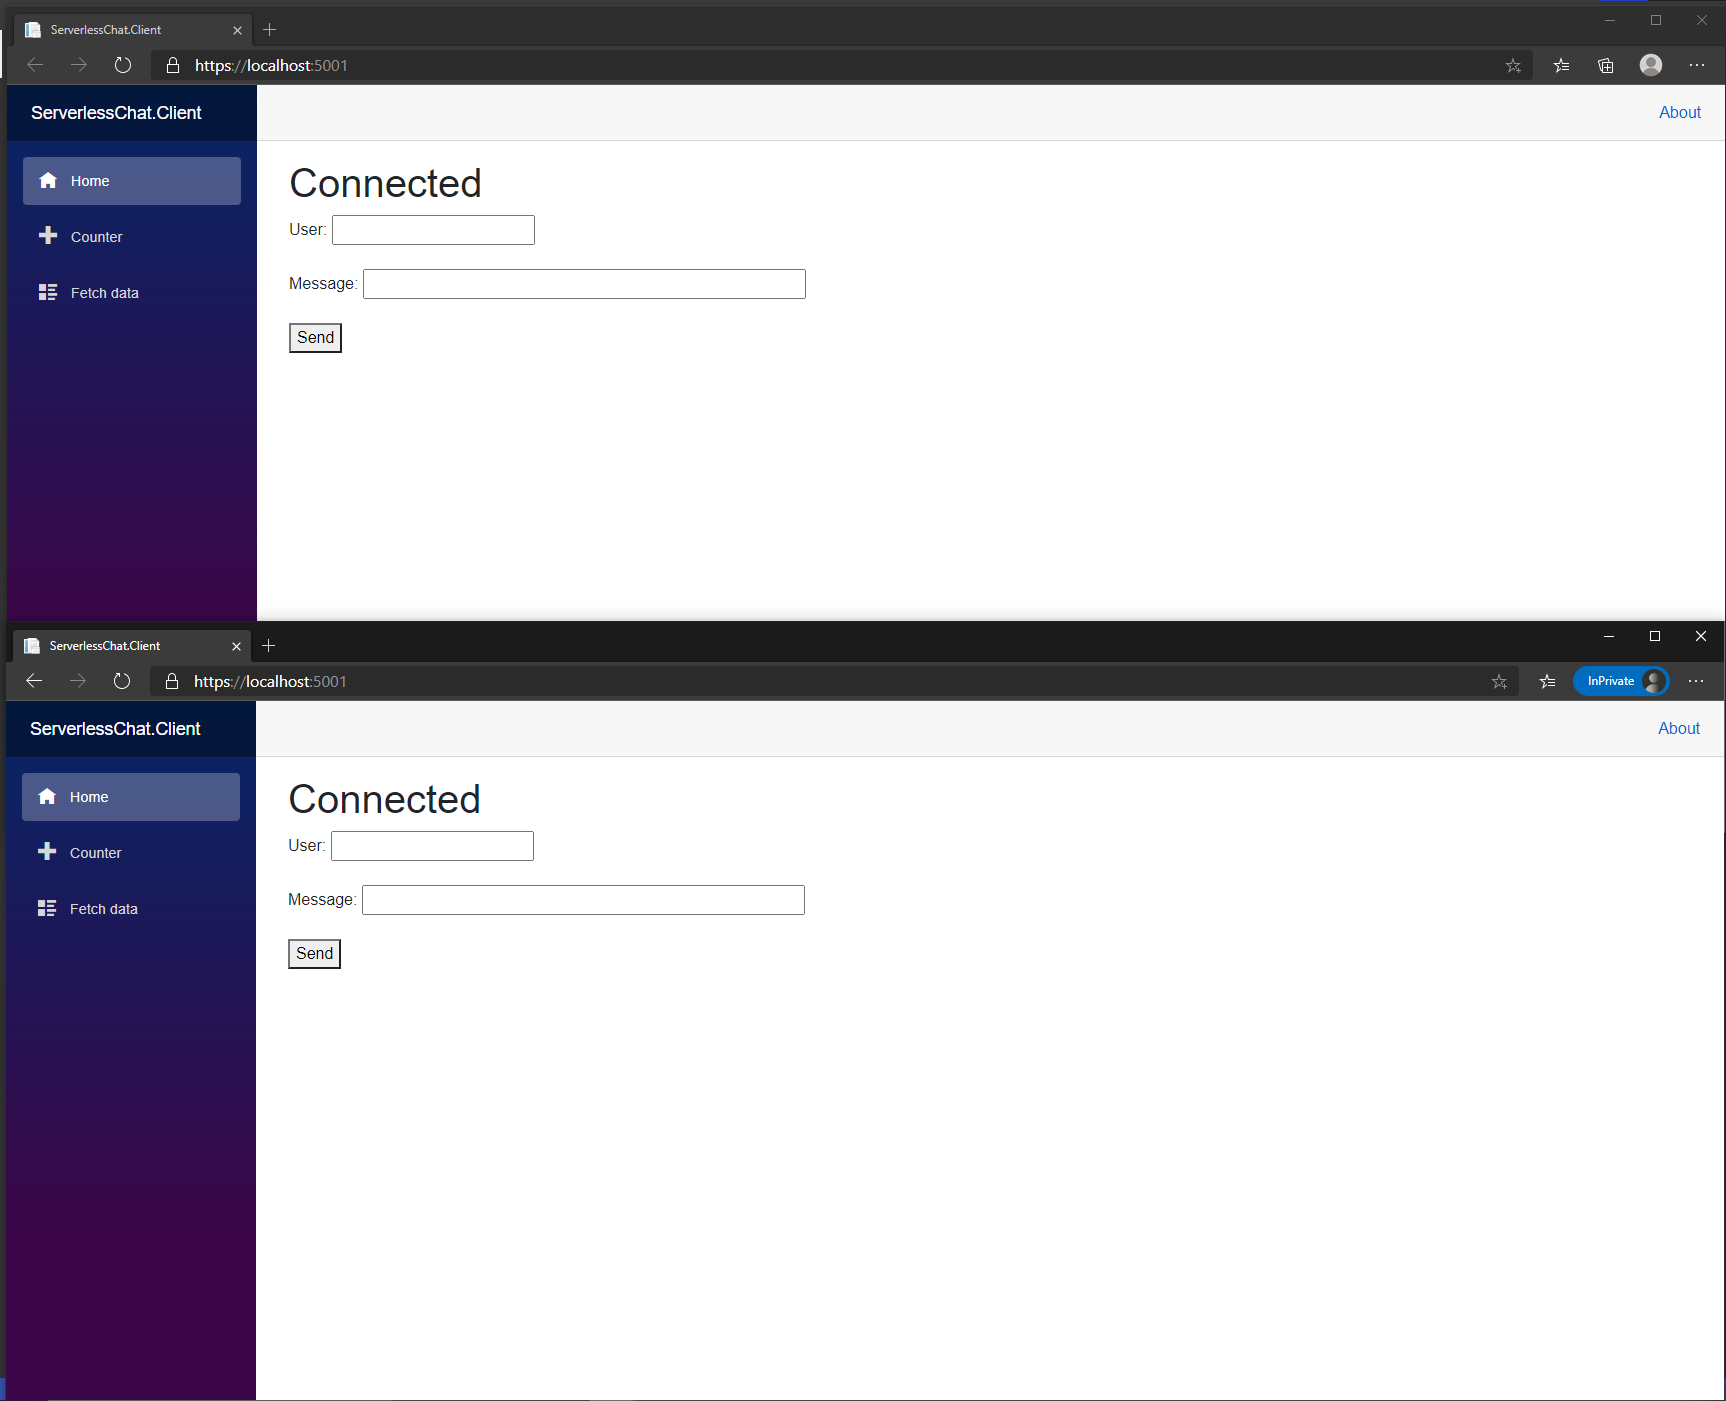 ServerlessChat.Client
https://localhost:5001
ServerlessChat.Client
About
Home
Connected
User:
Counter
Message:
Fetch data
Send
ServerlessChat.Client
https://localhost:5001
InPrivate
ServerlessChat.Client
About
Home
Connected
User:
Counter
Message:
Fetch data
Send